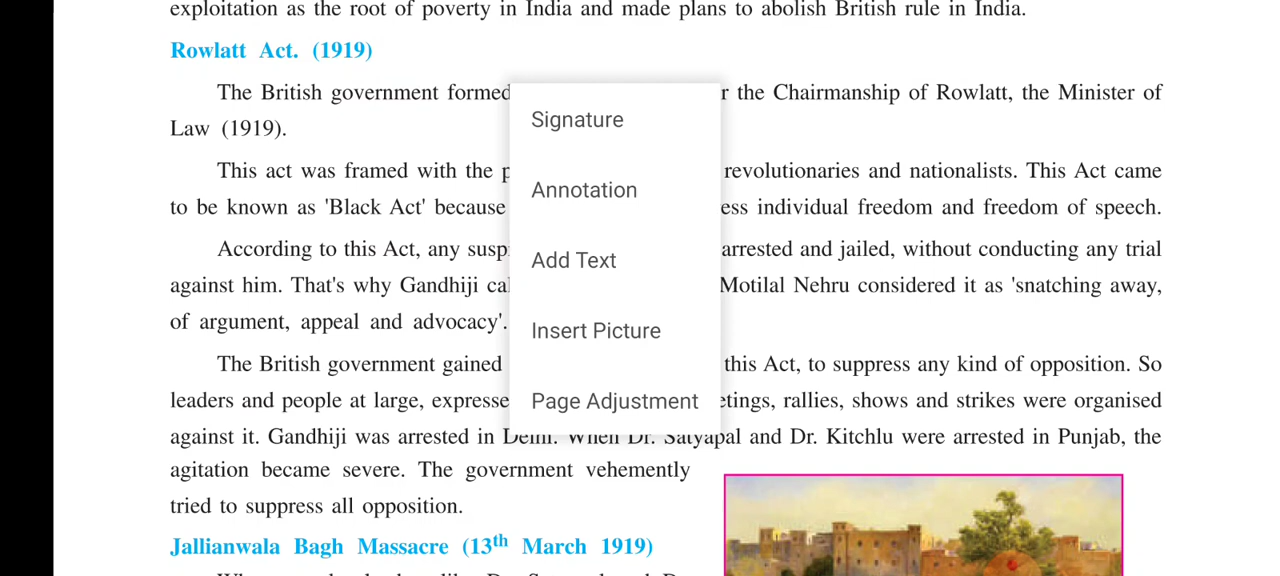 exploitation as the root of poverty in India and made plans to abolish British rule in India.
Rowlatt Act. (1919)
The British government formed r the Chairmanship of Rowlatt, the Minister of
Law (1919).
This act was framed with the p revolutionaries and nationalists. This Act came
to be known as 'Black Act' because ess individual freedom and freedom of speech.
According to this Act, any susp arrested and jailed, without conducting any trial
against him. That's why Gandhiji cal Motilal Nehru considered it as 'snatching away,
of argument, appeal and advocacy'.
The British government gained this Act, to suppress any kind of opposition. So
leaders and people at large, expresse etings, rallies, shows and strikes were organised
against it. Gandhiji was arrested in Delhi. When Dr. Satyapal and Dr. Kitchlu were arrested in Punjab, the
agitation became severe. The government vehemently
tried to suppress all opposition.
Jallianwala Bagh Massacre (13th March 1919)
Signature
Annotation
Add Text
Insert Picture
Page Adjustment